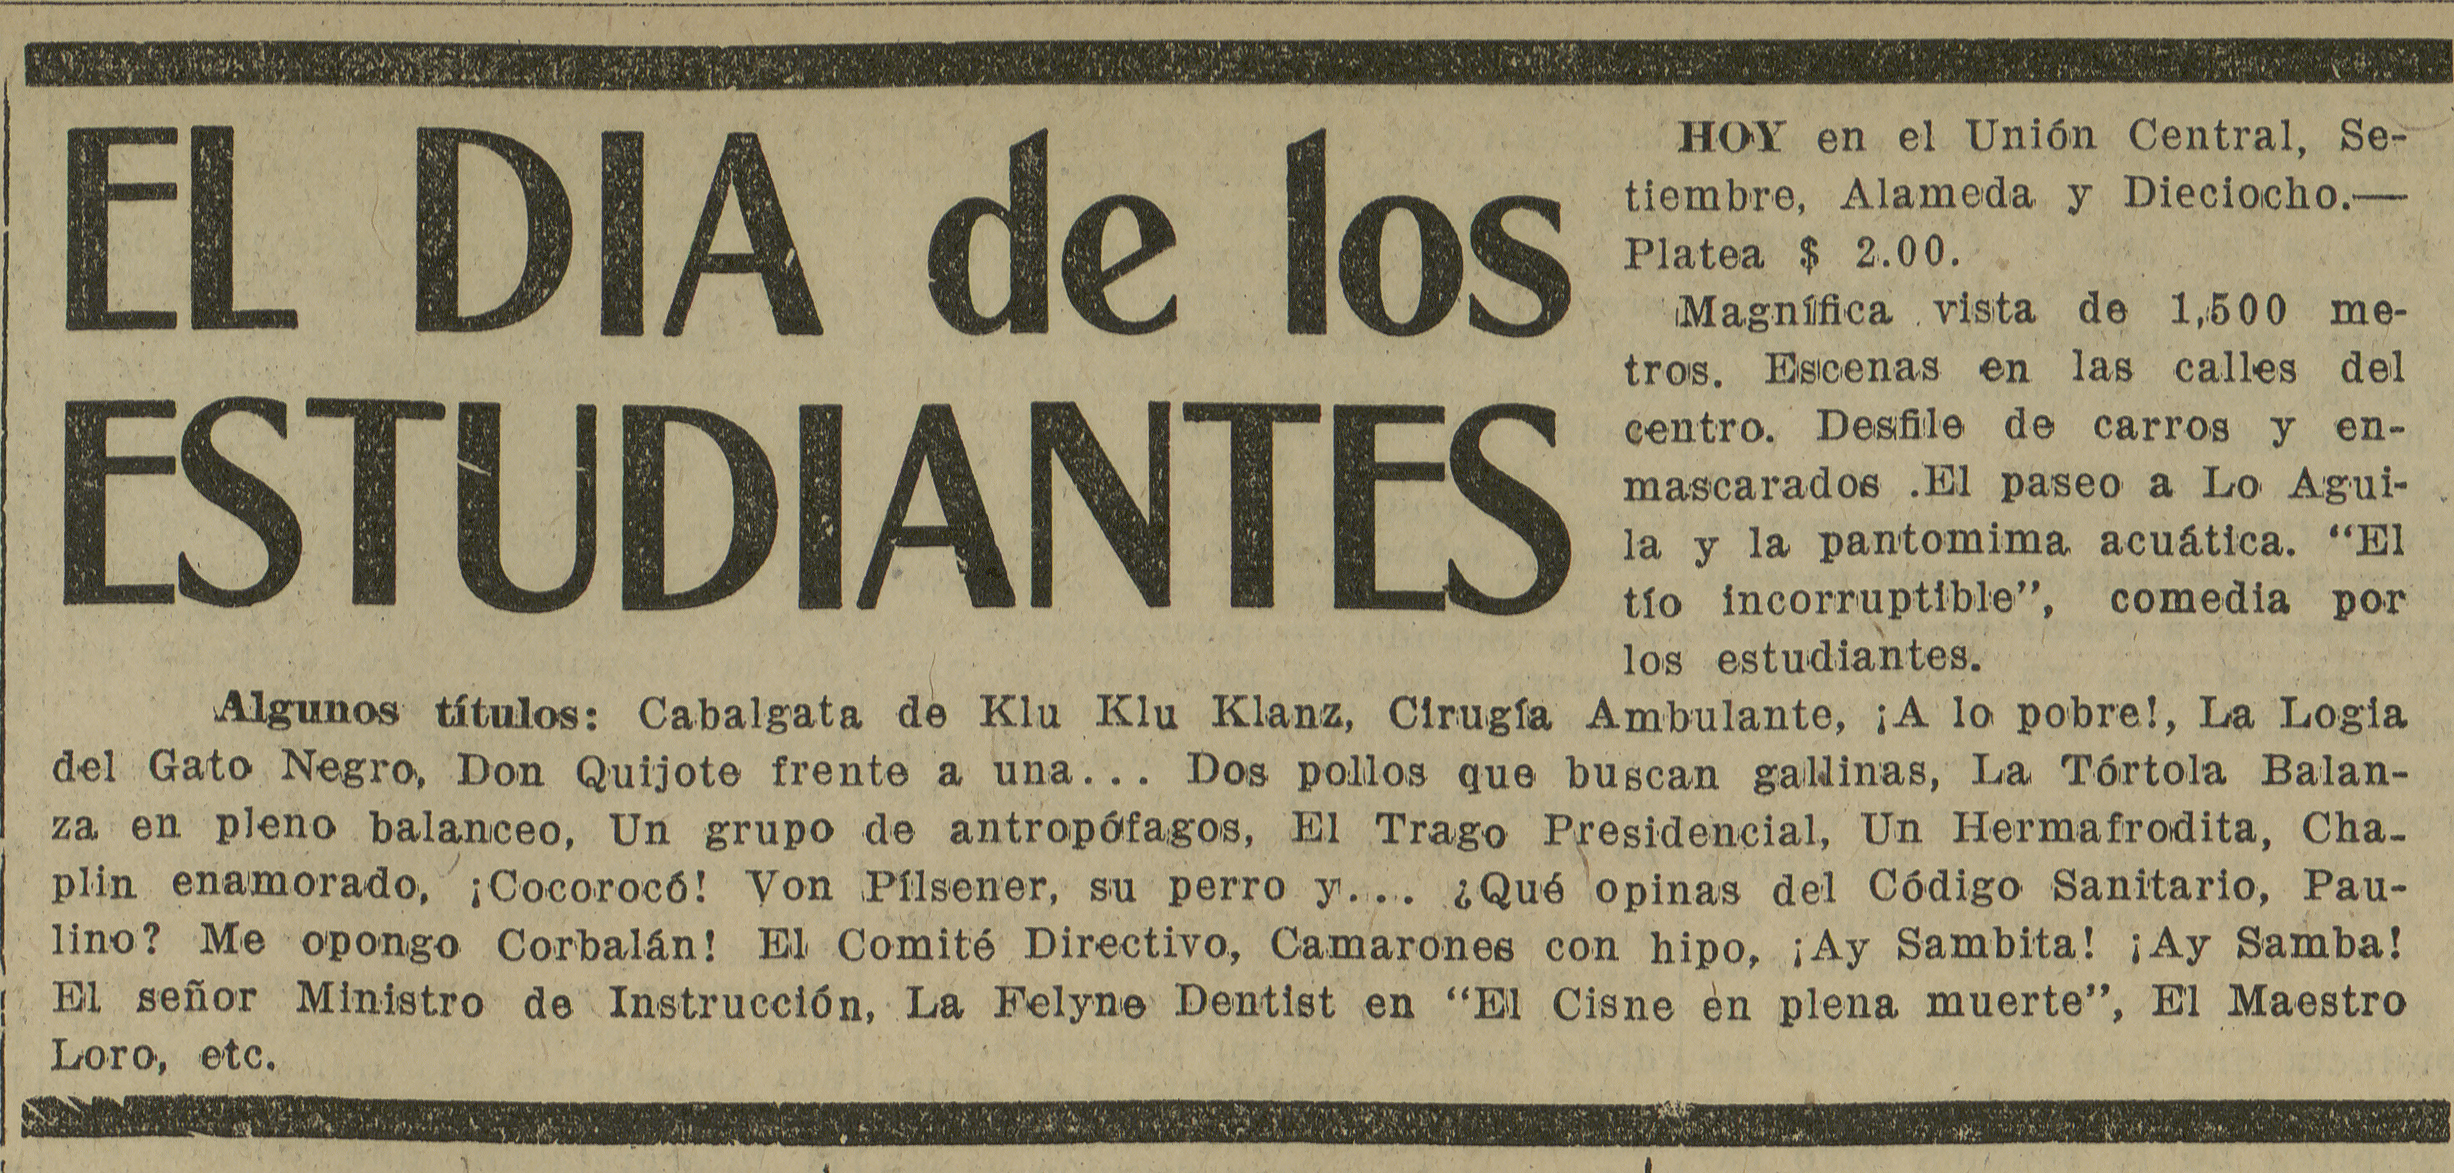 EL DIA de los
ESTUDIANTES
HOY en el Unión Central, Se-
tiembre, Alameda y Dieciocho.—
Platea $ 2.00.
Magnífica vista de 1,500 me-
tros. Escenas en las calles del
centro. Desfile de carros y en-
mascarados .El paseo a Lo Agui-
la y la pantomima acuática. “El
tío incorruptible”, comedia por
los estudiantes.
Algunos títulos: Cabalgata de Klu Klu Klanz, Cirugía Ambulante, ¡A lo pobre!, La Logia
del Gato Negro, Don Quijote frente a una... Dos pollos que buscan gallinas, La Tórtola Balan-
za en pleno balanceo, Un grupo de antropófagos, El Trago Presidencial, Un Hermafrodita, Cha-
plin enamorado, ¡Cocorocó! Von Pílsener, su perro y... ¿Qué opinas del Código Sanitario, Pau-
lino? Me opongo Corbalán! El Comité Directivo, Camarones con hipo, ¡Ay Sambita! ¡Ay Samba!
El señor Ministro de Instrucción, La Felyne Dentist en “El Cisne en plena muerte”, El Maestro
Loro, etc.